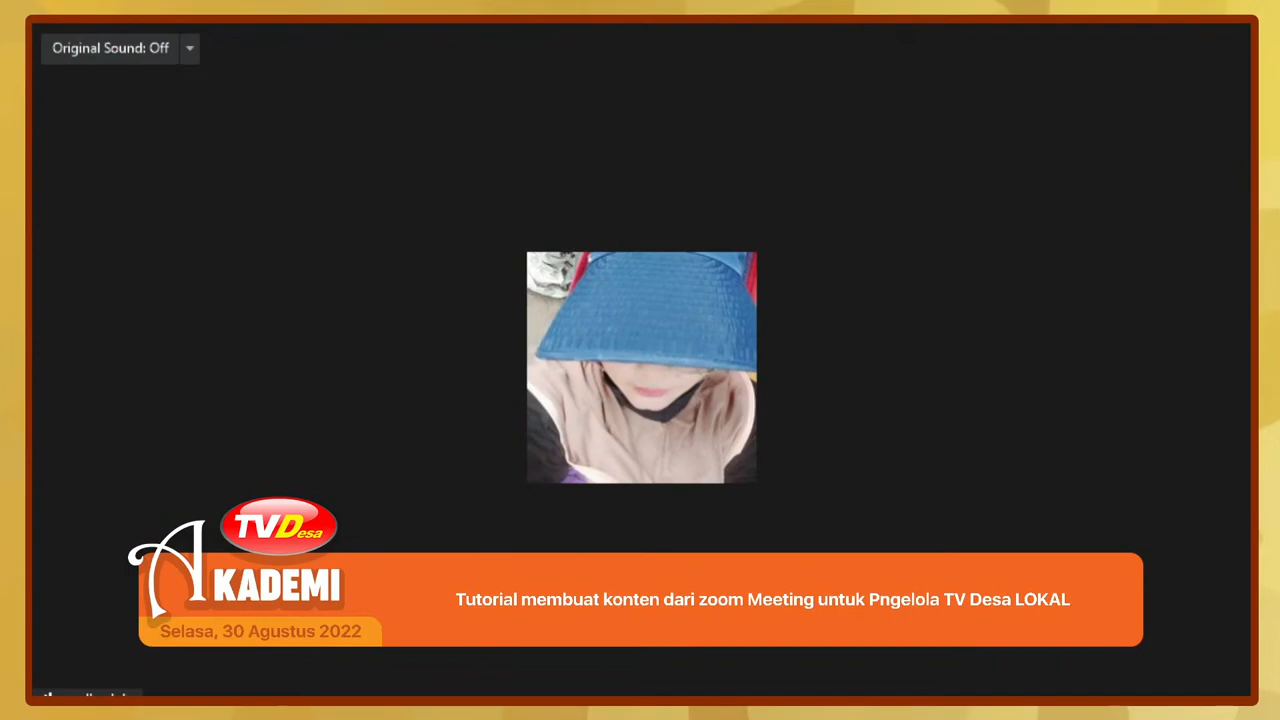 Original Sound: Off
TVDesa
AKADEMI
Tutorial membuat konten dari zoom Meeting untuk Pngelola TV Desa LOKAL
Selasa, 30 Agustus 2022